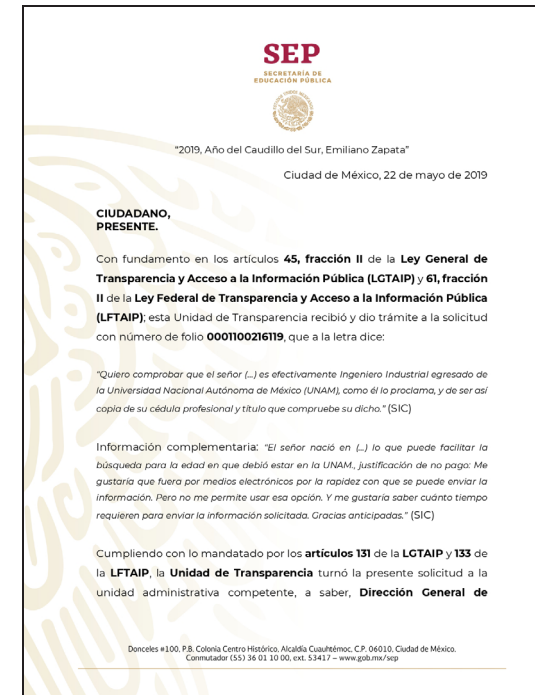 SEP
SECRETARÍA DE
EDUCACIÓN PÚBLICA
"2019, Año del Caudillo del Sur, Emiliano Zapata"
Ciudad de México, 22 de mayo de 2019
CIUDADANO,
PRESENTE.
Con fundamento en los artículos 45, fracción II de la Ley General de
Transparencia y Acceso a la Información Pública (LGTAIP) y 61, fracción
II de la Ley Federal de Transparencia y Acceso a la Información Pública
(LFTAIP); esta Unidad de Transparencia recibió y dio trámite a la solicitud
con número de folio 0001100216119, que a la letra dice:
"Quiero comprobar que el señor (...) es efectivamente Ingeniero Industrial egresado de
la Universidad Nacional Autónoma de México (UNAM), como él lo proclama, y de ser así
copia de su cédula profesional y título que compruebe su dicho." (SIC)
Información complementaria: "El señor nació en (...) lo que puede facilitar la
búsqueda para la edad en que debió estar en la UNAM., justificación de no pago: Me
gustaría que fuera por medios electrónicos por la rapidez con que se puede enviar la
información. Pero no me permite usar esa opción. Y me gustaría saber cuánto tiempo
requieren para enviar la información solicitada. Gracias anticipadas." (SIC)
Cumpliendo con lo mandatado por los artículos 131 de la LGTAIP y 133 de
la LFTAIP, la Unidad de Transparencia turnó la presente solicitud a la
unidad administrativa competente, a saber, Dirección General de
Donceles #100. P.B. Colonia Centro Histórico, Alcaldía Cuauhtémoc, C.P. 06010, Ciudad de México.
Conmutador (55) 36 01 10 00, ext. 53417 – www.gob.mx/sep